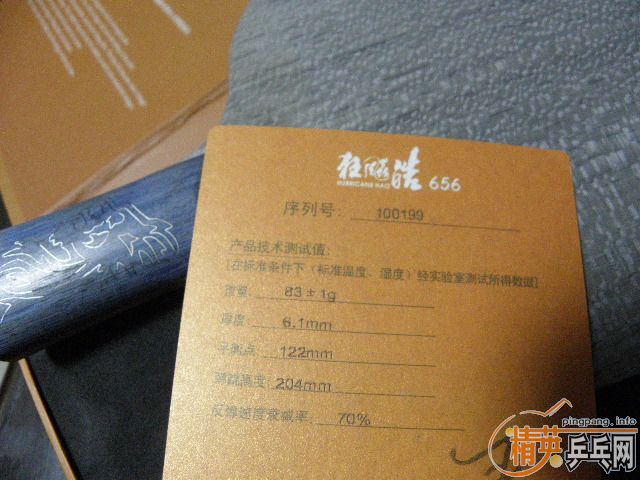 狂飚皓 656
HURRICANE HAO
序列号: 100199
产品技术测试值:
[在标准条件下（标准温度、湿度）经实验室测试所得数据]
重量: 83±1g
厚度: 6.1mm
平衡点: 122mm
弹跳高度: 204mm
反弹速度衰减率: 70%
pingpang.info
精英乒乓网